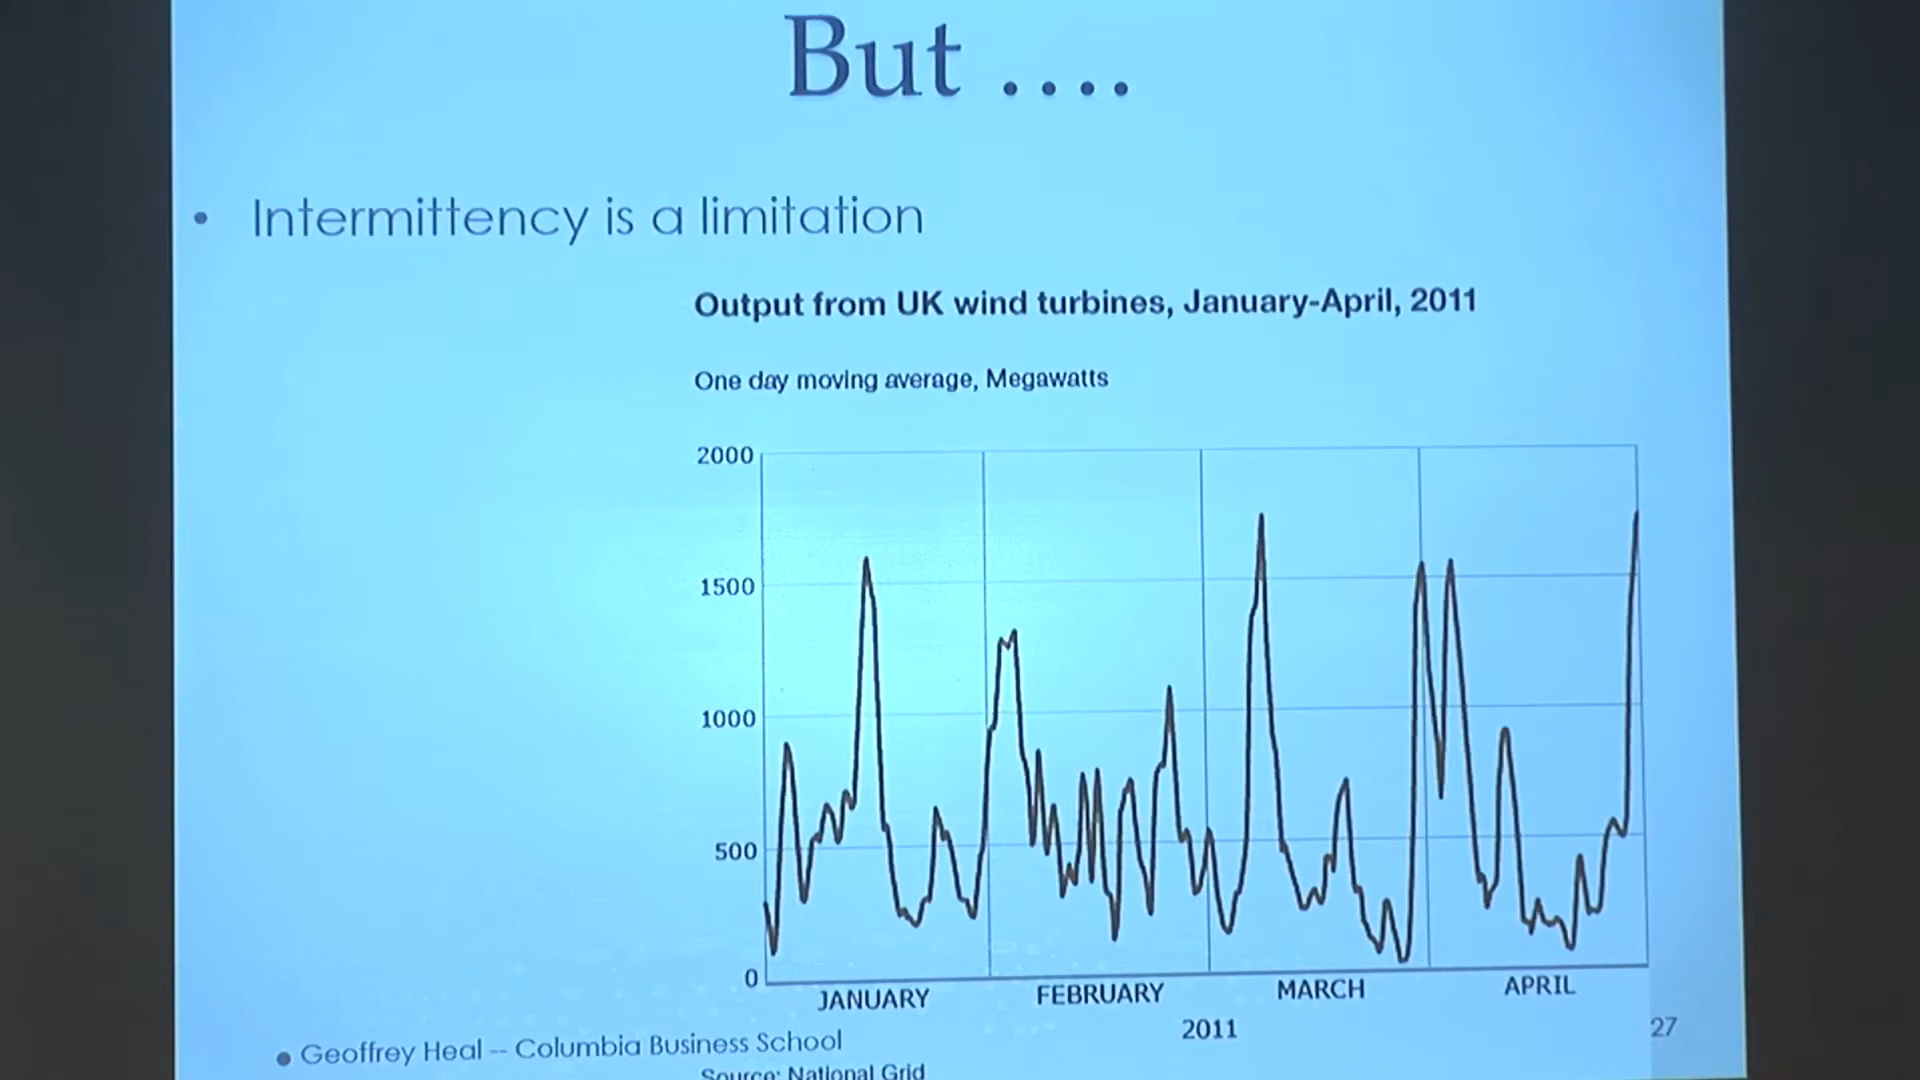 But ....
• Intermittency is a limitation
Output from UK wind turbines, January-April, 2011
One day moving average, Megawatts
2000
1500
1000
500
0
JANUARY FEBRUARY MARCH APRIL
2011
• Geoffrey Heal -- Columbia Business School
27
Source: National Grid